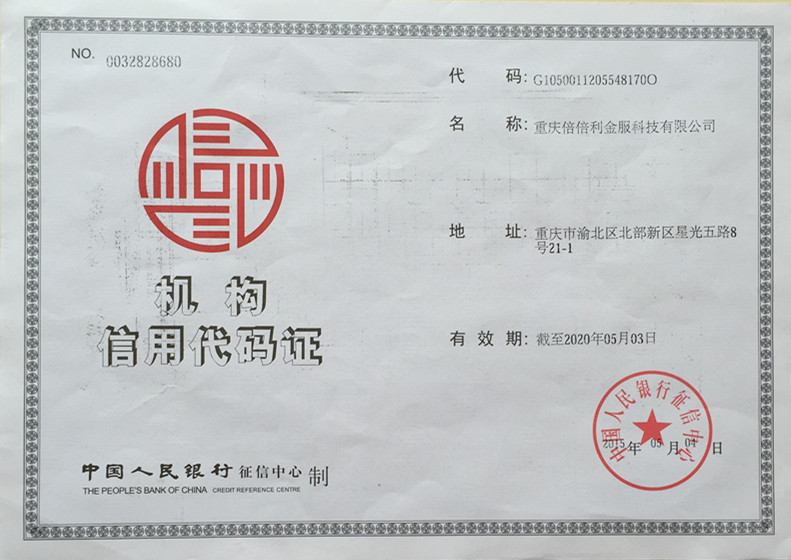 NO. 0032828680
代 码: G1050011205548170O
名 称: 重庆倍倍利金服科技有限公司
地 址: 重庆市渝北区北部新区星光五路8
号21-1
机 构
信用代码证
有 效 期: 截至2020年05月03日
中国人民银行征信中心
2015年 05月 04日
中国人民银行 征信中心 制
THE PEOPLE'S BANK OF CHINA CREDIT REFERENCE CENTRE